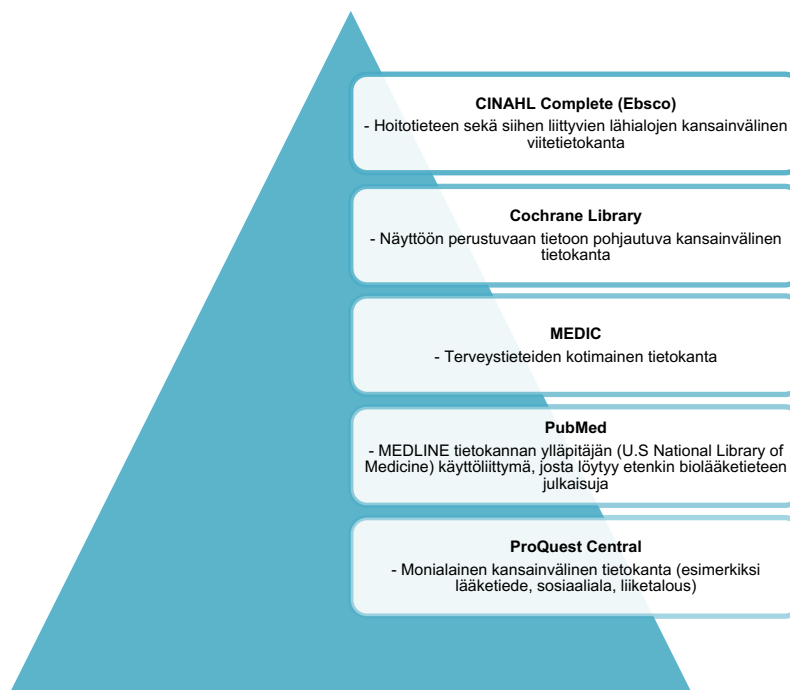 CINAHL Complete (Ebsco)
- Hoitotieteen sekä siihen liittyvien lähialojen kansainvälinen
viitetietokanta
Cochrane Library
- Näyttöön perustuvaan tietoon pohjautuva kansainvälinen
tietokanta
MEDIC
- Terveystieteiden kotimainen tietokanta
PubMed
- MEDLINE tietokannan ylläpitäjän (U.S National Library of
Medicine) käyttöliittymä, josta löytyy etenkin biolääketieteen
julkaisuja
ProQuest Central
- Monialainen kansainvälinen tietokanta (esimerkiksi
lääketiede, sosiaaliala, liiketalous)